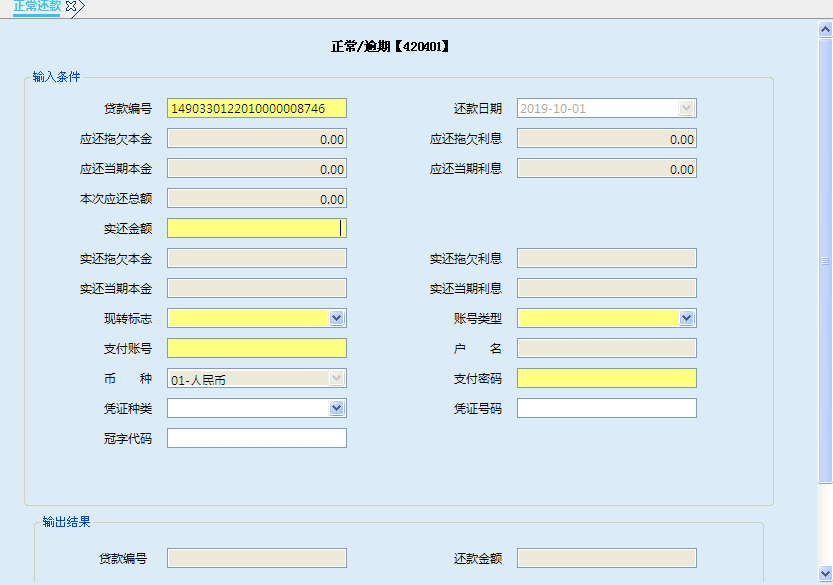 正常还款
正常/逾期【420401】
输入条件
贷款编号 1490330122010000008746 还款日期 2019-10-01
应还拖欠本金 0.00 应还拖欠利息 0.00
应还当期本金 0.00 应还当期利息 0.00
本次应还总额 0.00
实还金额
实还拖欠本金 实还拖欠利息
实还当期本金 实还当期利息
现转标志 账号类型
支付账号 户 名
币 种 01-人民币 支付密码
凭证种类 凭证号码
冠字代码
输出结果
贷款编号 还款金额